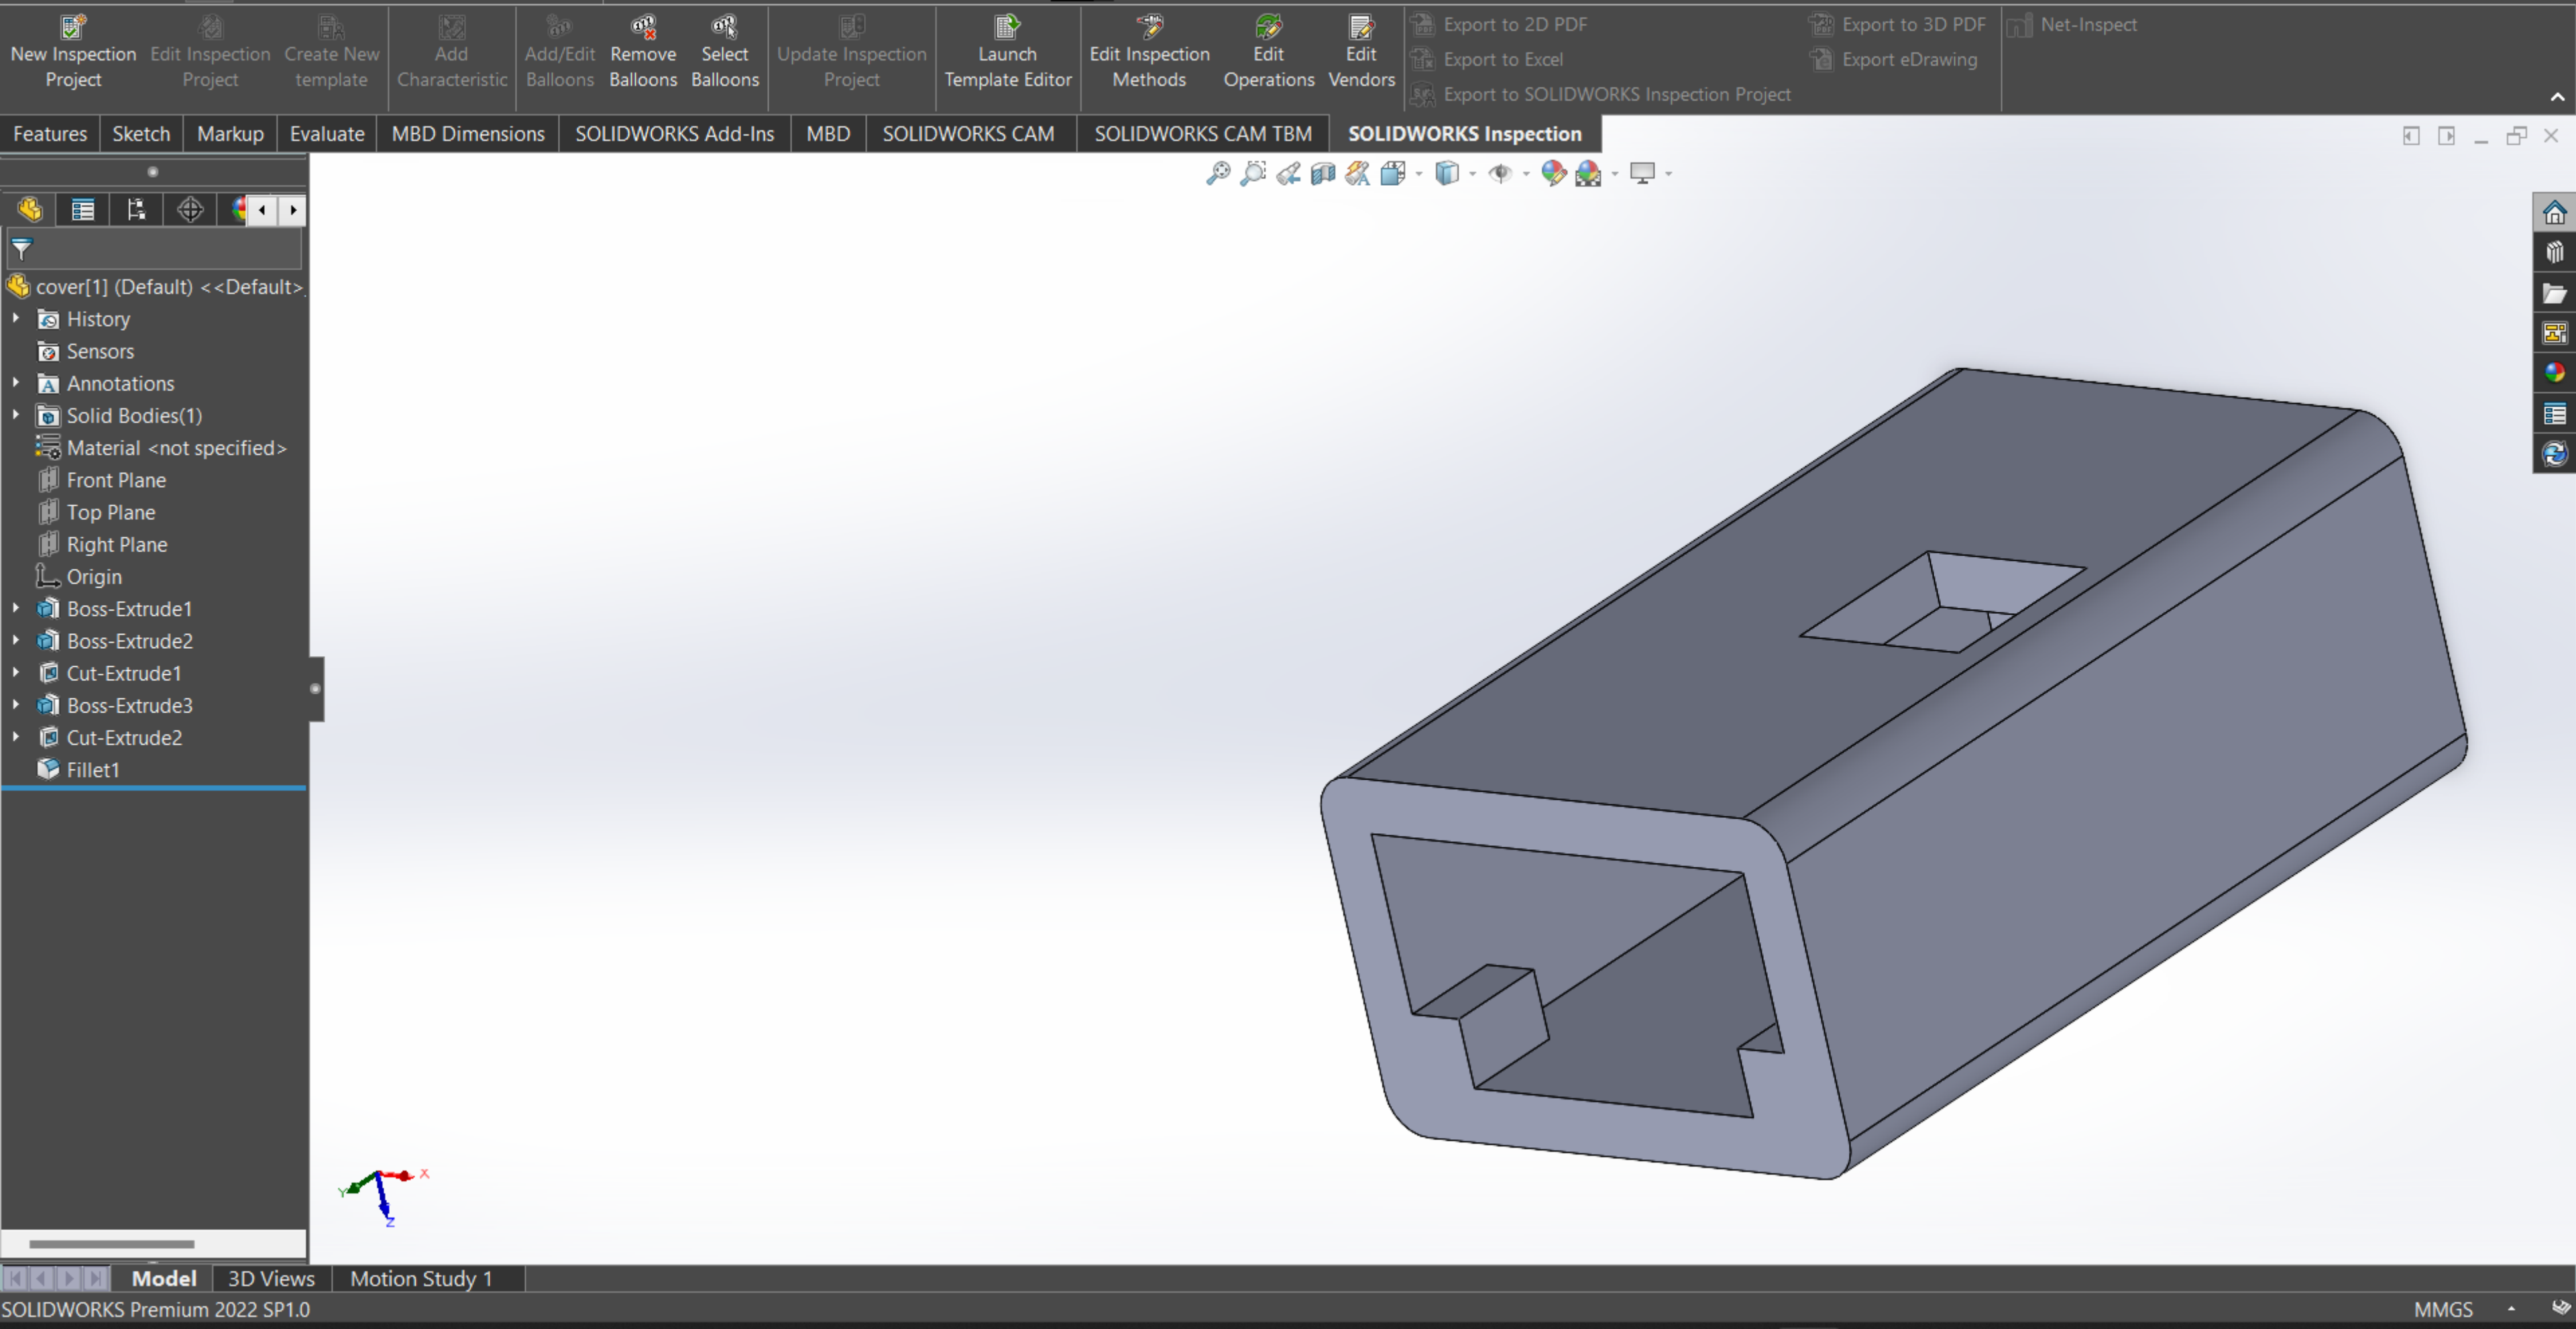 New Inspection Project
Edit Inspection Project
Create New template
Add Characteristic
Add/Edit Balloons
Remove Balloons
Select Balloons
Update Inspection Project
Launch Template Editor
Edit Inspection Methods
Edit Operations
Edit Vendors
Export to 2D PDF
Export to Excel
Export to SOLIDWORKS Inspection Project
Export to 3D PDF
Export eDrawing
Net-Inspect
Features
Sketch
Markup
Evaluate
MBD Dimensions
SOLIDWORKS Add-Ins
MBD
SOLIDWORKS CAM
SOLIDWORKS CAM TBM
SOLIDWORKS Inspection
cover[1] (Default) <<Default>
History
Sensors
Annotations
Solid Bodies(1)
Material <not specified>
Front Plane
Top Plane
Right Plane
Origin
Boss-Extrude1
Boss-Extrude2
Cut-Extrude1
Boss-Extrude3
Cut-Extrude2
Fillet1
X
Y
Z
Model
3D Views
Motion Study 1
SOLIDWORKS Premium 2022 SP1.0
MMGS